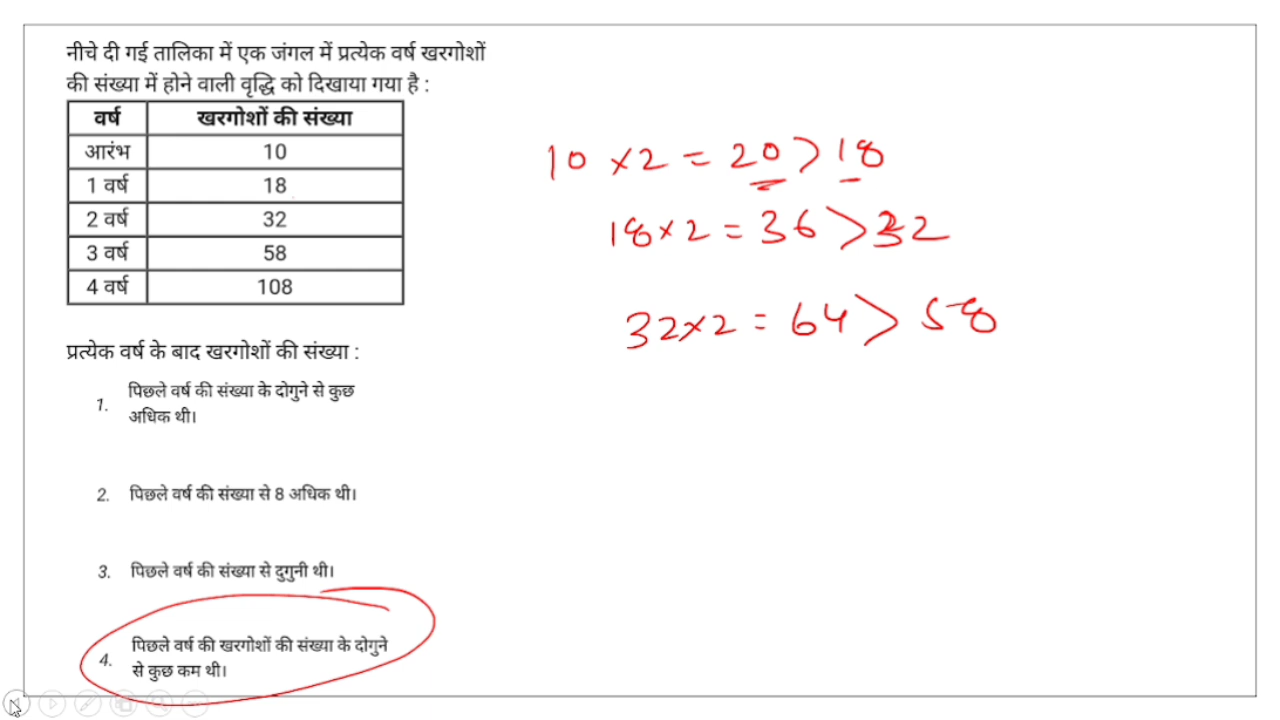 नीचे दी गई तालिका में एक जंगल में प्रत्येक वर्ष खरगोशों
की संख्या में होने वाली वृद्धि को दिखाया गया है :
वर्ष खरगोशों की संख्या
आरंभ 10
1 वर्ष 18
2 वर्ष 32
3 वर्ष 58
4 वर्ष 108
प्रत्येक वर्ष के बाद खरगोशों की संख्या :
1. पिछले वर्ष की संख्या के दोगुने से कुछ
अधिक थी।
2. पिछले वर्ष की संख्या से 8 अधिक थी।
3. पिछले वर्ष की संख्या से दुगुनी थी।
4. पिछले वर्ष की खरगोशों की संख्या के दोगुने
से कुछ कम थी।
10 × 2 = 20 > 18
18 × 2 = 36 > 32
32 × 2 = 64 > 58